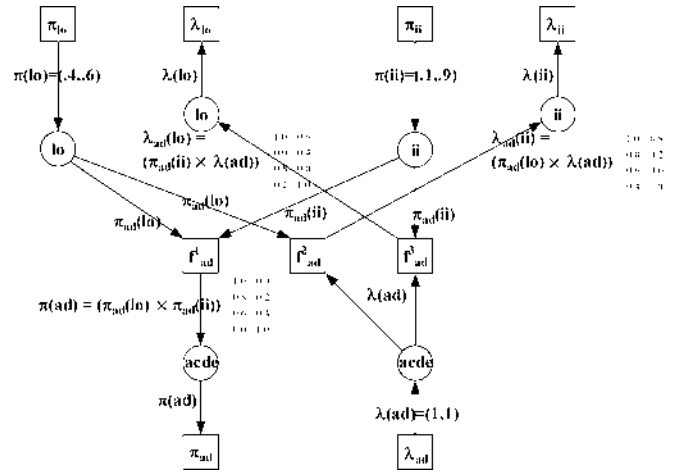 π_lo λ_lo π_ii λ_ii
π(lo)=(.4,.6) λ(lo) π(ii)=(.1,.9) λ(ii)
lo lo ii ii
λ_ad(lo) =
(π_ad(ii) × λ(ad))
λ_ad(ii) =
(π_ad(lo) × λ(ad))
π_ad(lo) π_ad(lo) π_ad(ii) π_ad(ii)
f¹_ad f²_ad f³_ad
π(ad) = (π_ad(lo) × π_ad(ii))
λ(ad)
acde acde
π(ad) λ(ad)=(1,1)
π_ad λ_ad